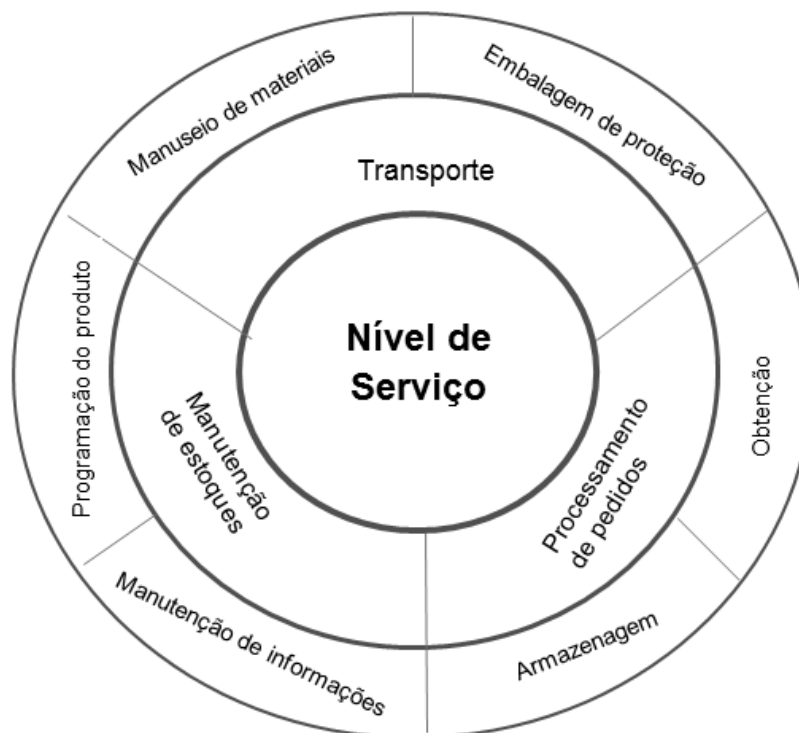 Manuseio de materiais
Embalagem de proteção
Transporte
Nível de
Serviço
Programação do produto
Obtenção
Manutenção
de estoques
Processamento
de pedidos
Manutenção de informações
Armazenagem